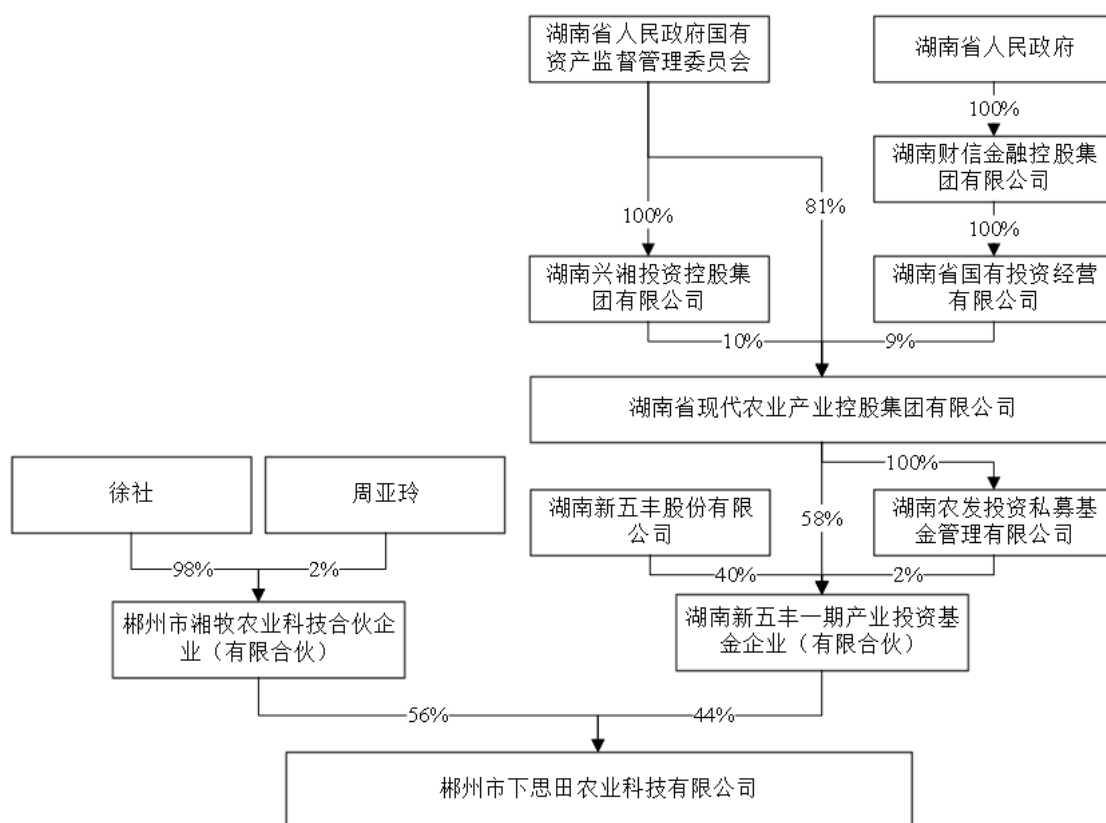 湖南省人民政府国有
资产监督管理委员会
湖南省人民政府
100%
湖南财信金融控股集
团有限公司
100%
81%
100%
湖南兴湘投资控股集
团有限公司
湖南省国有投资经营
有限公司
10%
9%
湖南省现代农业产业控股集团有限公司
100%
徐社
周亚玲
湖南新五丰股份有限
公司
58%
湖南农发投资私募基
金管理有限公司
98%
2%
40%
2%
郴州市湘牧农业科技合伙企
业（有限合伙）
湖南新五丰一期产业投资基
金企业（有限合伙）
56%
44%
郴州市下思田农业科技有限公司